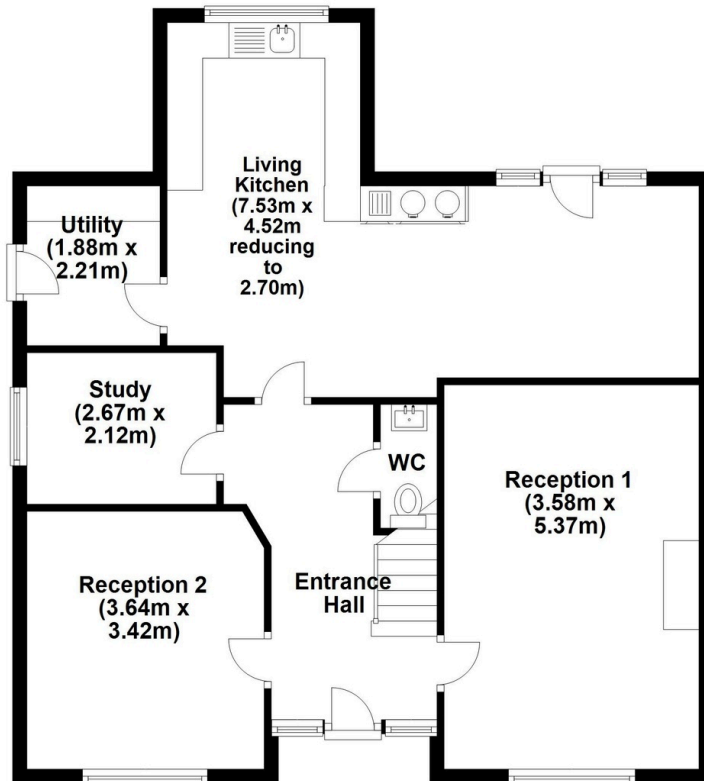 Living
Kitchen
(7.53m x
4.52m
reducing
to
2.70m)
Utility
(1.88m x
2.21m)
Study
(2.67m x
2.12m)
WC
Reception 1
(3.58m x
5.37m)
Reception 2
(3.64m x
3.42m)
Entrance
Hall